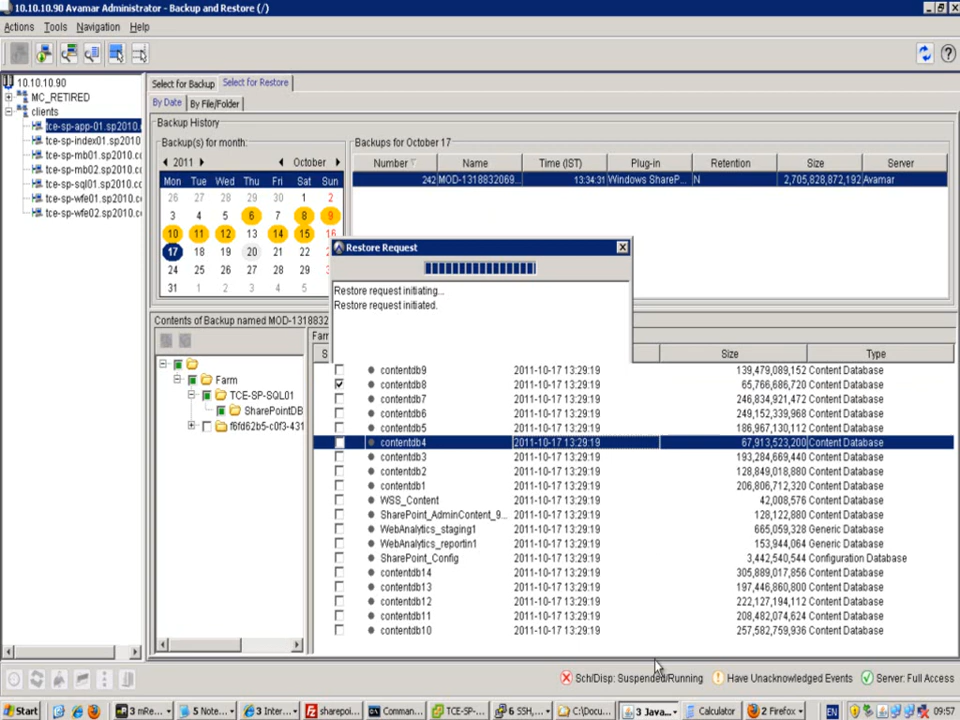 10.10.10.90 Avamar Administrator - Backup and Restore (/)
Actions Tools Navigation Help
10.10.10.90
MC_RETIRED
clients
tce-sp-app-01.sp2010.
tce-sp-index01.sp2010.
tce-sp-mb01.sp2010.cc
tce-sp-mb02.sp2010.cc
tce-sp-sql01.sp2010.cc
tce-sp-wfe01.sp2010.c
tce-sp-wfe02.sp2010.c
Select for Backup Select for Restore
By Date By File/Folder
Backup History
Backup(s) for month:
2011 October
Mon Tue Wed Thu Fri Sat Sun
26 27 28 29 30 1 2
3 4 5 6 7 8 9
10 11 12 13 14 15 16
17 18 19 20 21 22
24 25 26 27 28 29
31 1 2 3 4 5
Backups for October 17
Number Name Time (IST) Plug-in Retention Size Server
242 MOD-1318832069... 13:34:31 Windows ShareP... N 2,705,828,872,192 Avamar
Restore Request
Restore request initiating...
Restore request initiated.
Contents of Backup named MOD-1318832
Farm
TCE-SP-SQL01
SharePointDB
f6fd62b5-c0f3-431
Farm
S Size Type
contentdb9 2011-10-17 13:29:19 139,479,089,152 Content Database
contentdb8 2011-10-17 13:29:19 65,766,686,720 Content Database
contentdb7 2011-10-17 13:29:19 246,834,921,472 Content Database
contentdb6 2011-10-17 13:29:19 249,152,339,968 Content Database
contentdb5 2011-10-17 13:29:19 186,967,130,112 Content Database
contentdb4 2011-10-17 13:29:19 67,913,523,200 Content Database
contentdb3 2011-10-17 13:29:19 193,284,669,440 Content Database
contentdb2 2011-10-17 13:29:19 128,849,018,880 Content Database
contentdb1 2011-10-17 13:29:19 206,806,712,320 Content Database
WSS_Content 2011-10-17 13:29:19 42,008,576 Content Database
SharePoint_AdminContent_9... 2011-10-17 13:29:19 128,122,880 Content Database
WebAnalytics_staging1 2011-10-17 13:29:19 665,059,328 Generic Database
WebAnalytics_reportin1 2011-10-17 13:29:19 153,944,064 Generic Database
SharePoint_Config 2011-10-17 13:29:19 3,442,540,544 Configuration Database
contentdb14 2011-10-17 13:29:19 305,889,017,856 Content Database
contentdb13 2011-10-17 13:29:19 197,446,860,800 Content Database
contentdb12 2011-10-17 13:29:19 222,127,194,112 Content Database
contentdb11 2011-10-17 13:29:19 208,482,074,624 Content Database
contentdb10 2011-10-17 13:29:19 257,582,759,936 Content Database
Sch/Disp: Suspended/Running Have Unacknowledged Events Server: Full Access
Start 3 mRe... 5 Note... 3 Inter... sharepoi... Comman... TCE-SP-... 6 SSH,... C:\Docu... 3 Java... Calculator 2 Firefox EN 09:57